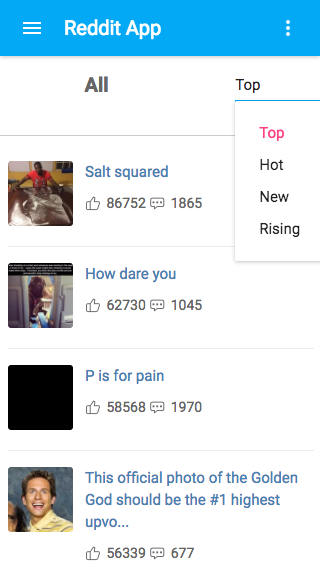 Reddit App
All
Top
Top
Hot
New
Rising
Salt squared
86752 1865
How dare you
62730 1045
P is for pain
58568 1970
This official photo of the Golden
God should be the #1 highest
upvo...
56339 677